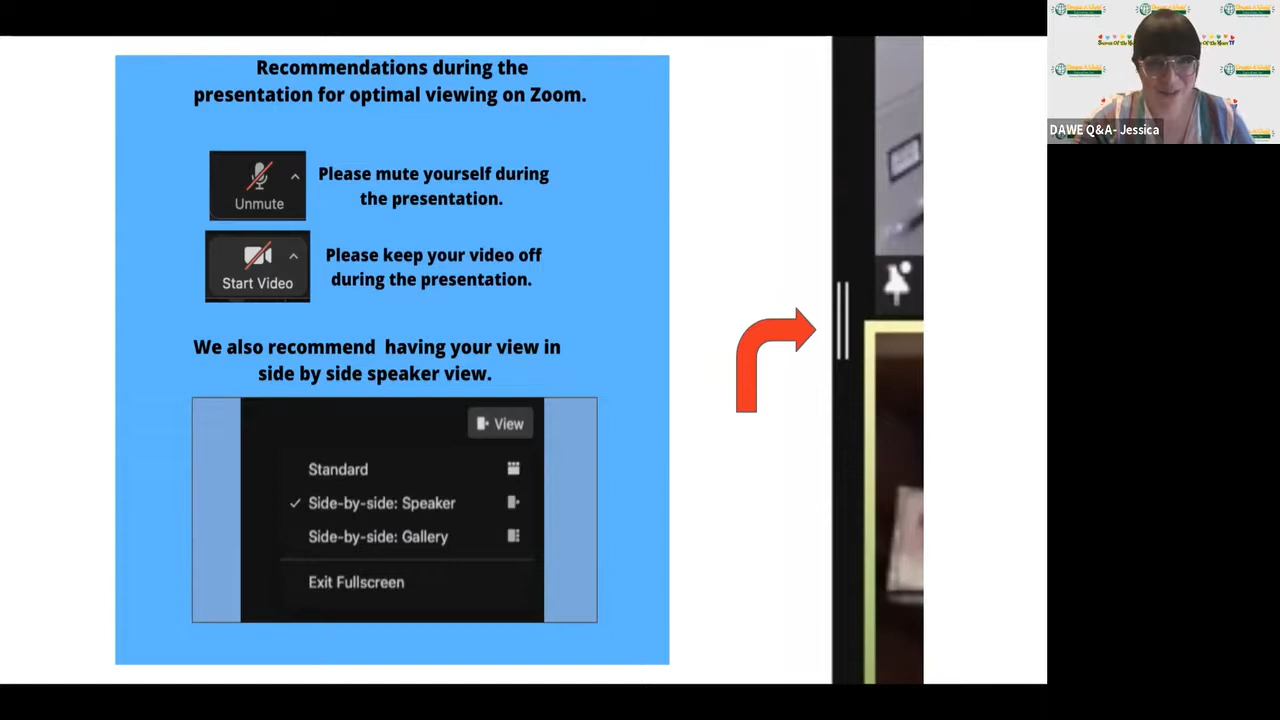 Recommendations during the
presentation for optimal viewing on Zoom.
Unmute
Please mute yourself during
the presentation.
Start Video
Please keep your video off
during the presentation.
We also recommend having your view in
side by side speaker view.
View
Standard
Side-by-side: Speaker
Side-by-side: Gallery
Exit Fullscreen
DAWE Q&A- Jessica